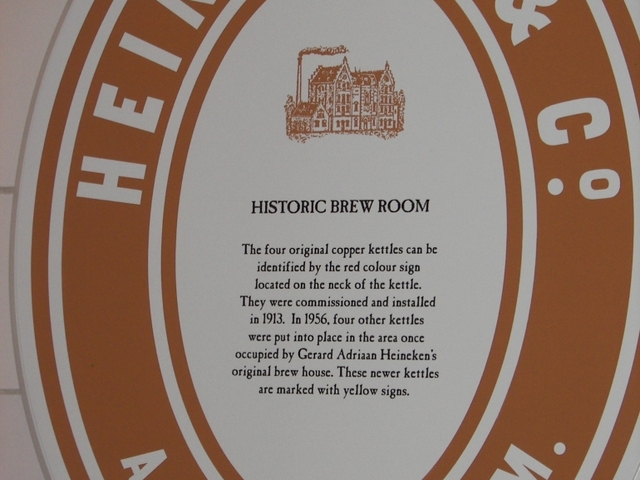 HISTORIC BREW ROOM
The four original copper kettles can be
identified by the red colour sign
located on the neck of the kettle.
They were commissioned and installed
in 1913. In 1956, four other kettles
were put into place in the area once
occupied by Gerard Adriaan Heineken's
original brew house. These newer kettles
are marked with yellow signs.
& Co